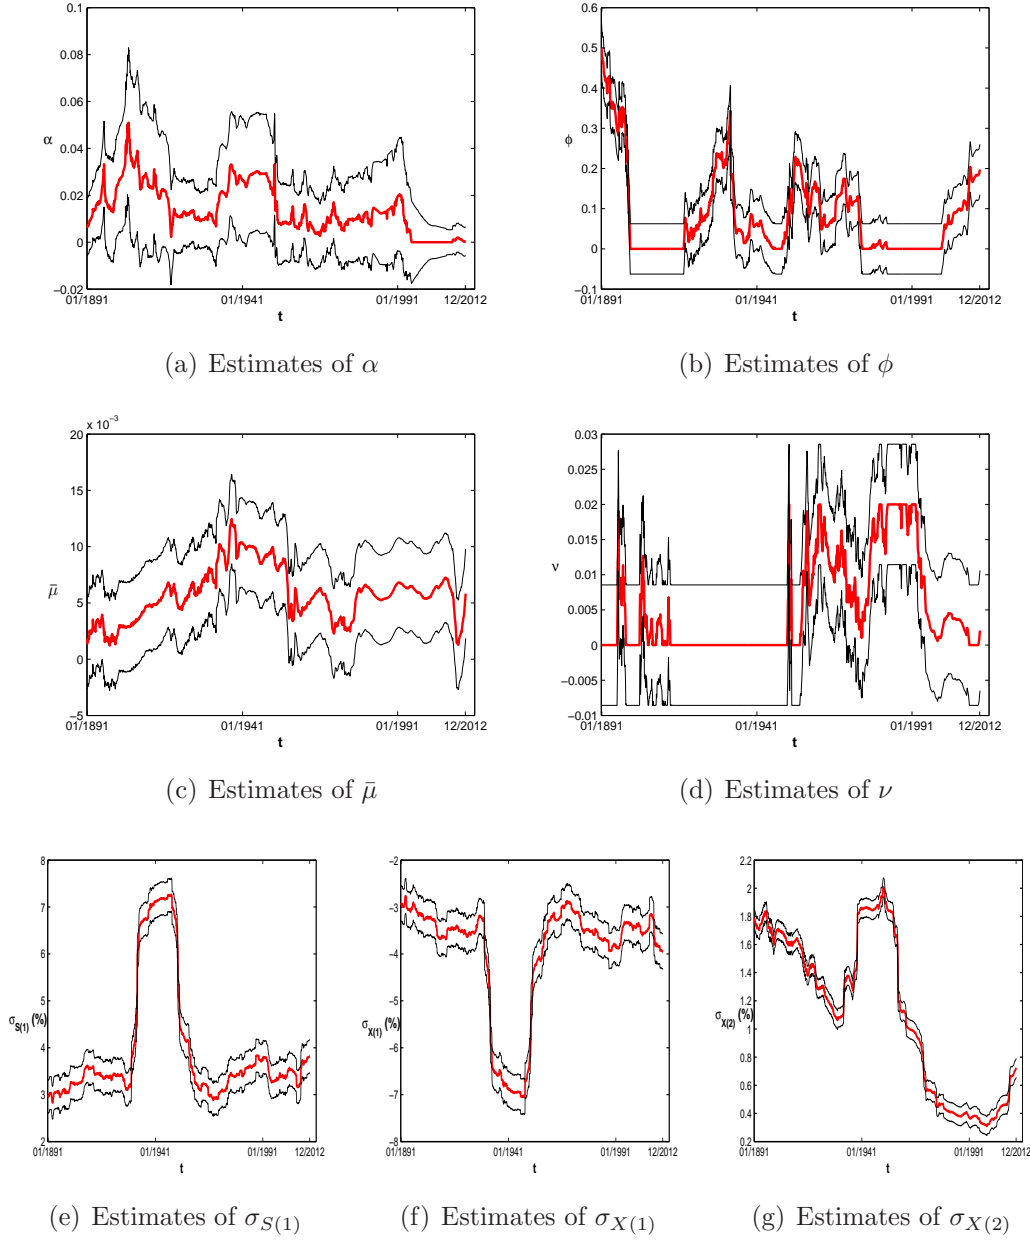 0.1
0.08
0.06
0.04
0.02
0
−0.02
α
01/1891 01/1941 01/1991 12/2012
t
(a) Estimates of α
0.6
0.5
0.4
0.3
0.2
0.1
0
−0.1
ϕ
01/1891 01/1941 01/1991 12/2012
t
(b) Estimates of ϕ
x 10⁻³
20
15
10
5
0
−5
μ̄
01/1891 01/1941 01/1991 12/2012
t
(c) Estimates of μ̄
0.03
0.025
0.02
0.015
0.01
0.005
0
−0.005
−0.01
ν
01/1891 01/1941 01/1991 12/2012
t
(d) Estimates of ν
8
7
6
5
4
3
2
σS(1) (%)
01/1891 01/1941 01/1991 12/2012
t
(e) Estimates of σS(1)
−2
−3
−4
−5
−6
−7
−8
σX(1) (%)
01/1891 01/1941 01/1991 12/2012
t
(f) Estimates of σX(1)
2.2
2
1.8
1.6
1.4
1.2
1
0.8
0.6
0.4
0.2
σX(2) (%)
01/1891 01/1941 01/1991 12/2012
t
(g) Estimates of σX(2)